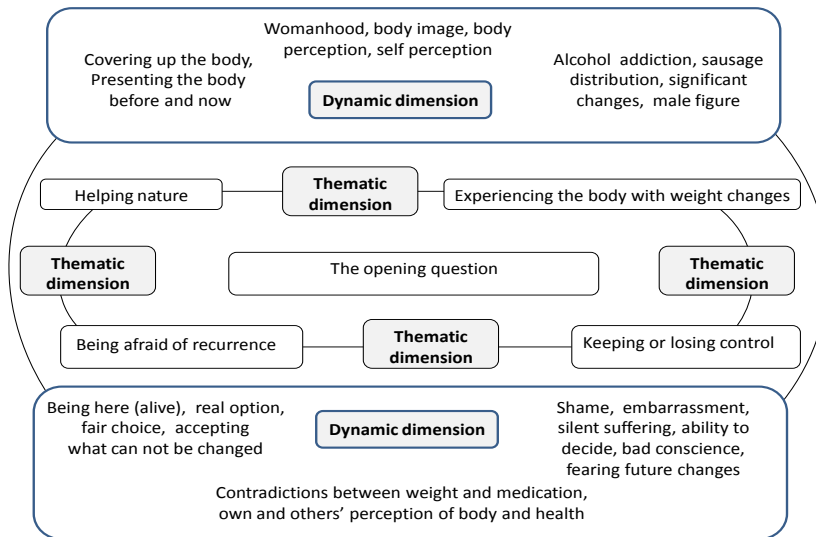 Womanhood, body image, body
perception, self perception
Covering up the body,
Presenting the body
before and now
Dynamic dimension
Alcohol addiction, sausage
distribution, significant
changes, male figure
Helping nature
Thematic
dimension
Experiencing the body with weight changes
Thematic
dimension
The opening question
Thematic
dimension
Being afraid of recurrence
Thematic
dimension
Keeping or losing control
Being here (alive), real option,
fair choice, accepting
what can not be changed
Dynamic dimension
Shame, embarrassment,
silent suffering, ability to
decide, bad conscience,
fearing future changes
Contradictions between weight and medication,
own and others’ perception of body and health